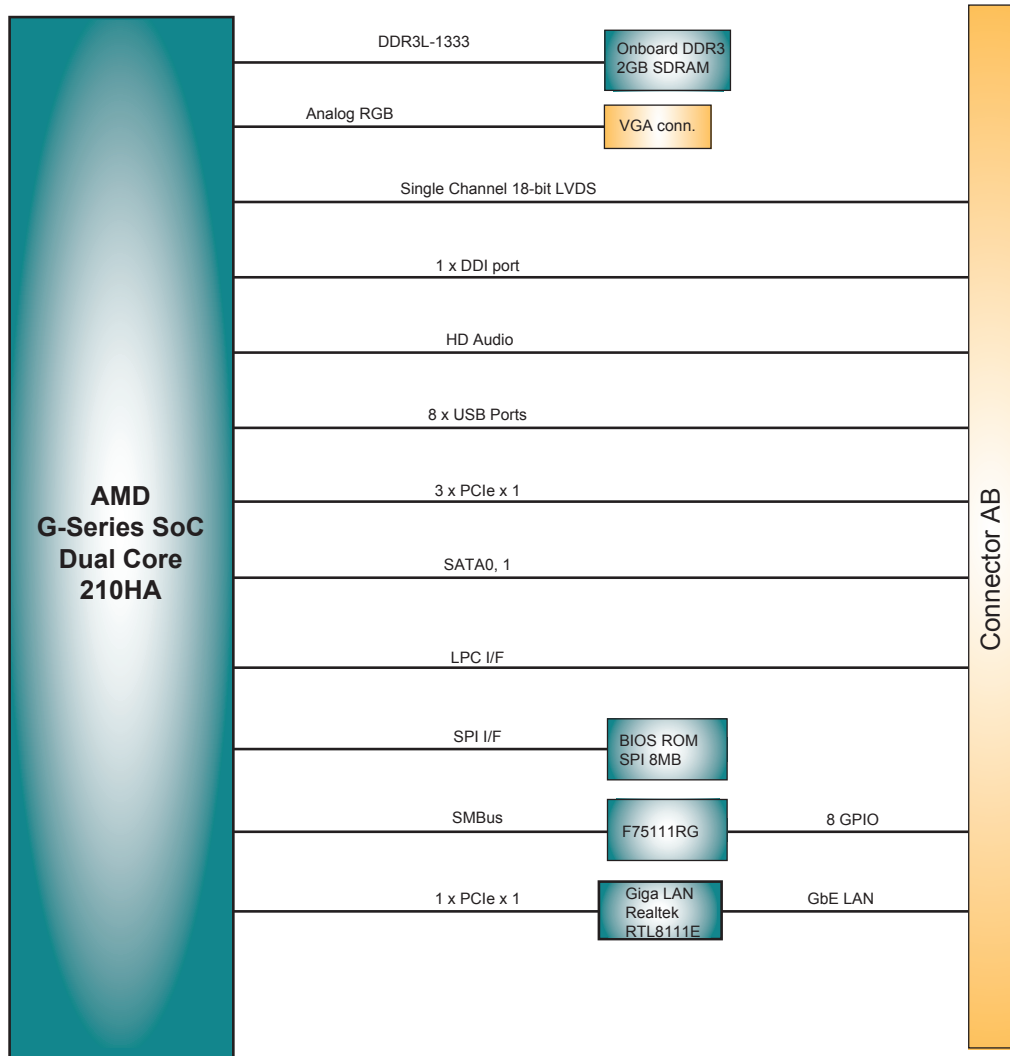 DDR3L-1333
Onboard DDR3
2GB SDRAM
Analog RGB
VGA conn.
Single Channel 18-bit LVDS
1 x DDI port
HD Audio
8 x USB Ports
3 x PCIe x 1
AMD
G-Series SoC
Dual Core
210HA
SATA0, 1
Connector AB
LPC I/F
SPI I/F
BIOS ROM
SPI 8MB
SMBus
F75111RG
8 GPIO
1 x PCIe x 1
Giga LAN
Realtek
RTL8111E
GbE LAN